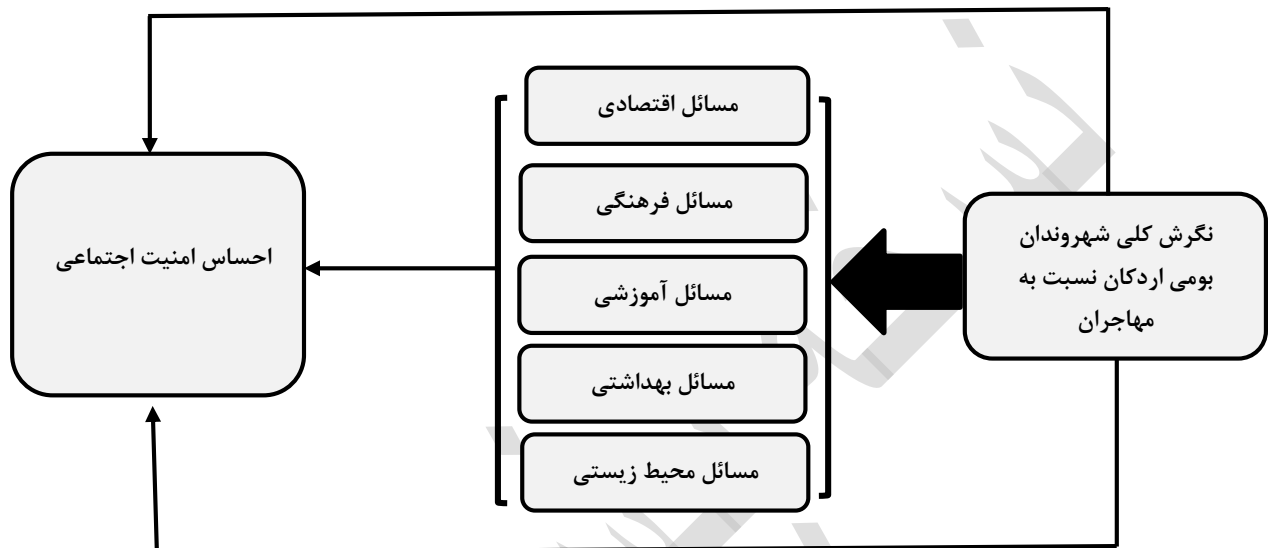 نگرش کلی شهروندان
بومی اردکان نسبت به
مهاجران
مسائل اقتصادی
مسائل فرهنگی
مسائل آموزشی
مسائل بهداشتی
مسائل محیط زیستی
احساس امنیت اجتماعی